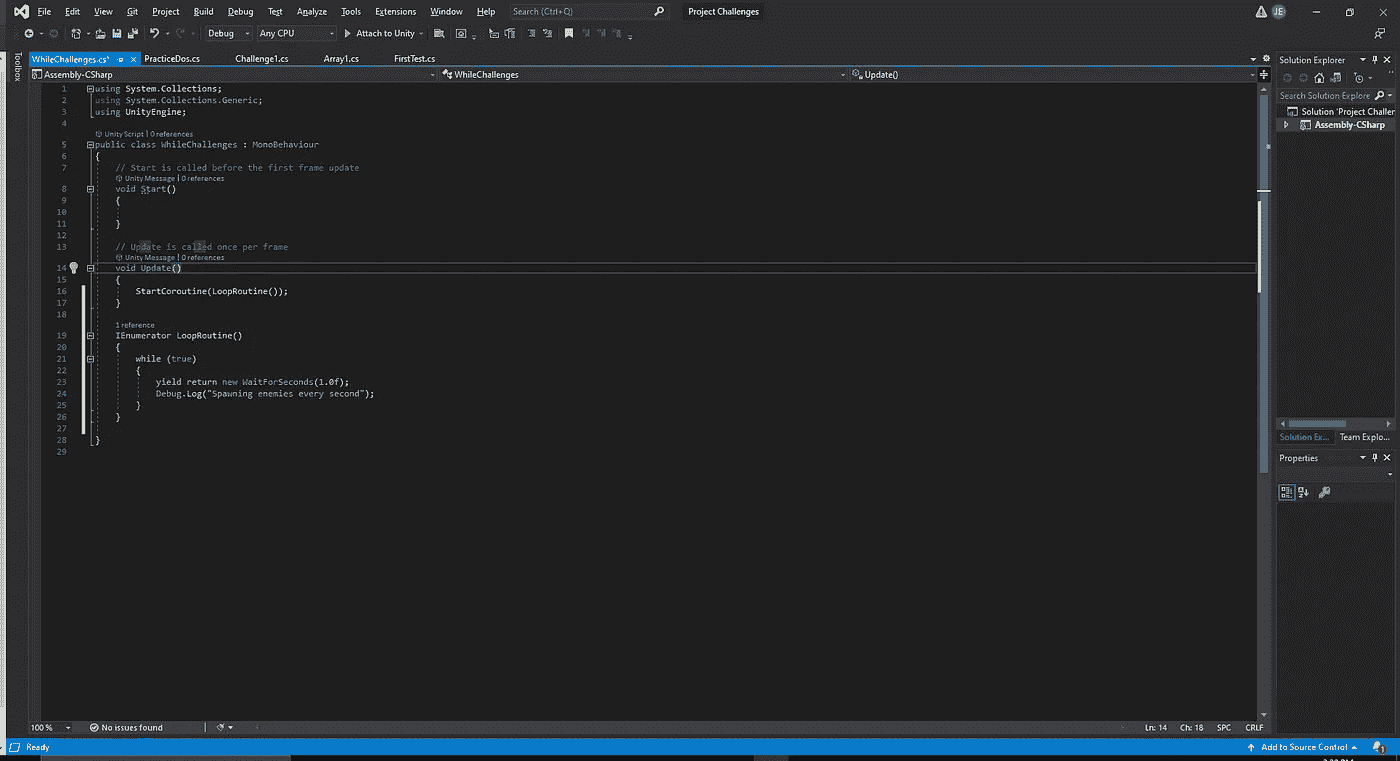 File Edit View Git Project Build Debug Test Analyze Tools Extensions Window Help Search (Ctrl+Q) Project Challenges JE
Debug Any CPU Attach to Unity
Toolbox
WhileChallenges.cs* PracticeDos.cs Challenge1.cs Array1.cs FirstTest.cs
Assembly-CSharp WhileChallenges Update()
1 using System.Collections;
2 using System.Collections.Generic;
3 using UnityEngine;
4
Unity Script | 0 references
5 public class WhileChallenges : MonoBehaviour
6 {
7 // Start is called before the first frame update
Unity Message | 0 references
8 void Start()
9 {
10
11 }
12
13 // Update is called once per frame
Unity Message | 0 references
14 void Update()
15 {
16 StartCoroutine(LoopRoutine());
17 }
18
1 reference
19 IEnumerator LoopRoutine()
20 {
21 while (true)
22 {
23 yield return new WaitForSeconds(1.0f);
24 Debug.Log("Spawning enemies every second");
25 }
26 }
27
28 }
29
Solution Explorer
Search Solution Explore
Solution 'Project Challer
Assembly-CSharp
Solution Ex... Team Explo...
Properties
100 % No issues found Ln: 14 Ch: 18 SPC CRLF
Ready Add to Source Control 1